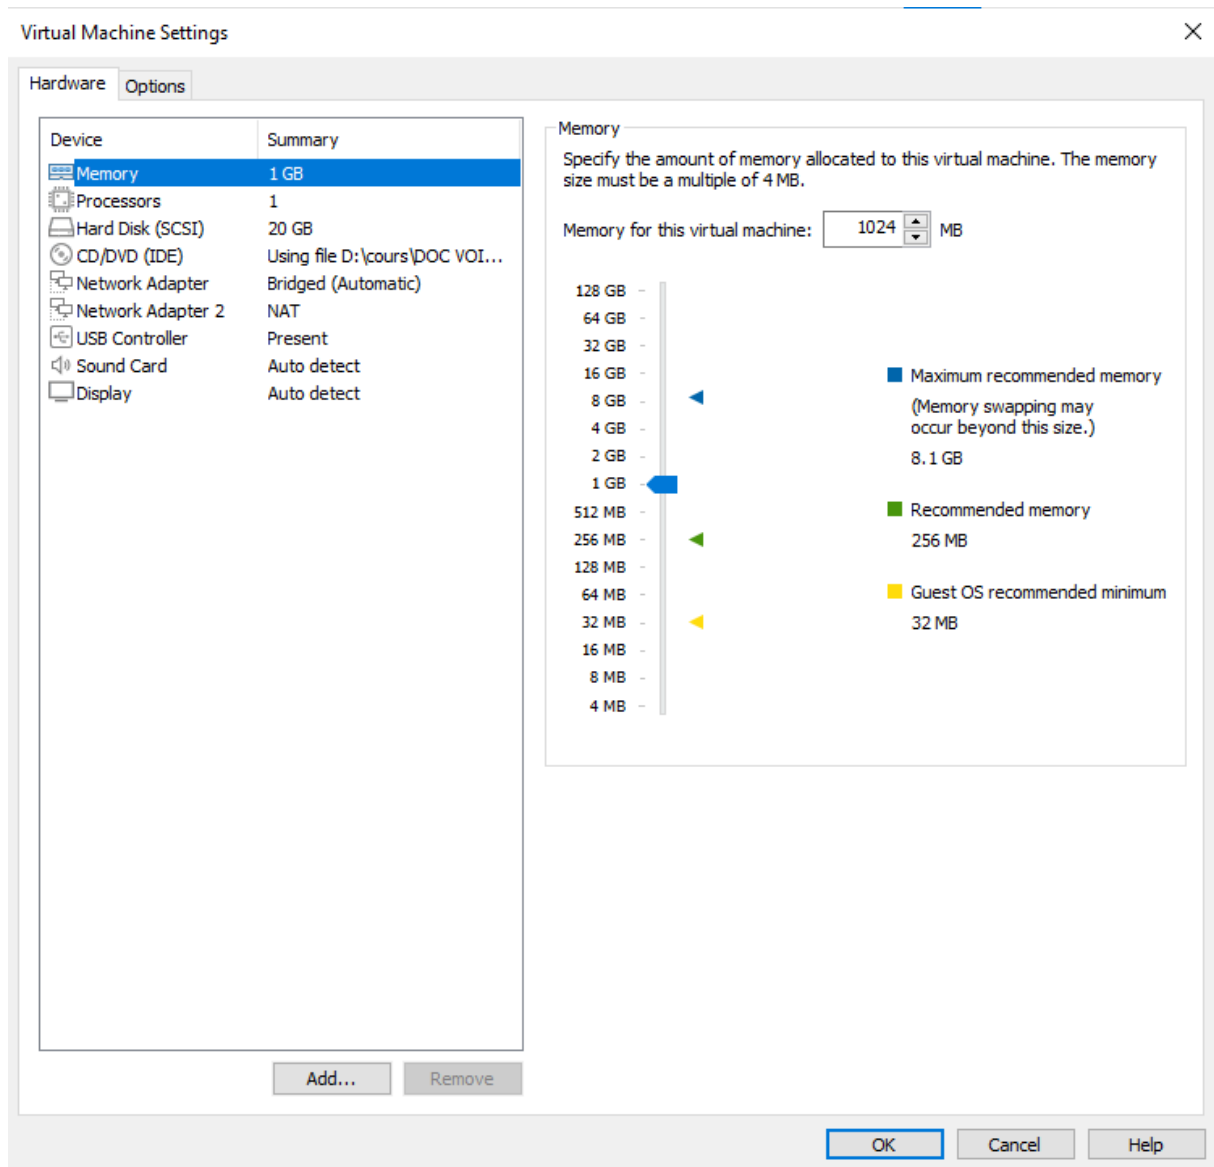 Virtual Machine Settings
Hardware Options
Device Summary
Memory 1 GB
Processors 1
Hard Disk (SCSI) 20 GB
CD/DVD (IDE) Using file D:\cours\DOC VOI...
Network Adapter Bridged (Automatic)
Network Adapter 2 NAT
USB Controller Present
Sound Card Auto detect
Display Auto detect
Add... Remove
Memory
Specify the amount of memory allocated to this virtual machine. The memory
size must be a multiple of 4 MB.
Memory for this virtual machine: 1024 MB
128 GB
64 GB
32 GB
16 GB
8 GB
4 GB
2 GB
1 GB
512 MB
256 MB
128 MB
64 MB
32 MB
16 MB
8 MB
4 MB
Maximum recommended memory
(Memory swapping may
occur beyond this size.)
8.1 GB
Recommended memory
256 MB
Guest OS recommended minimum
32 MB
OK Cancel Help